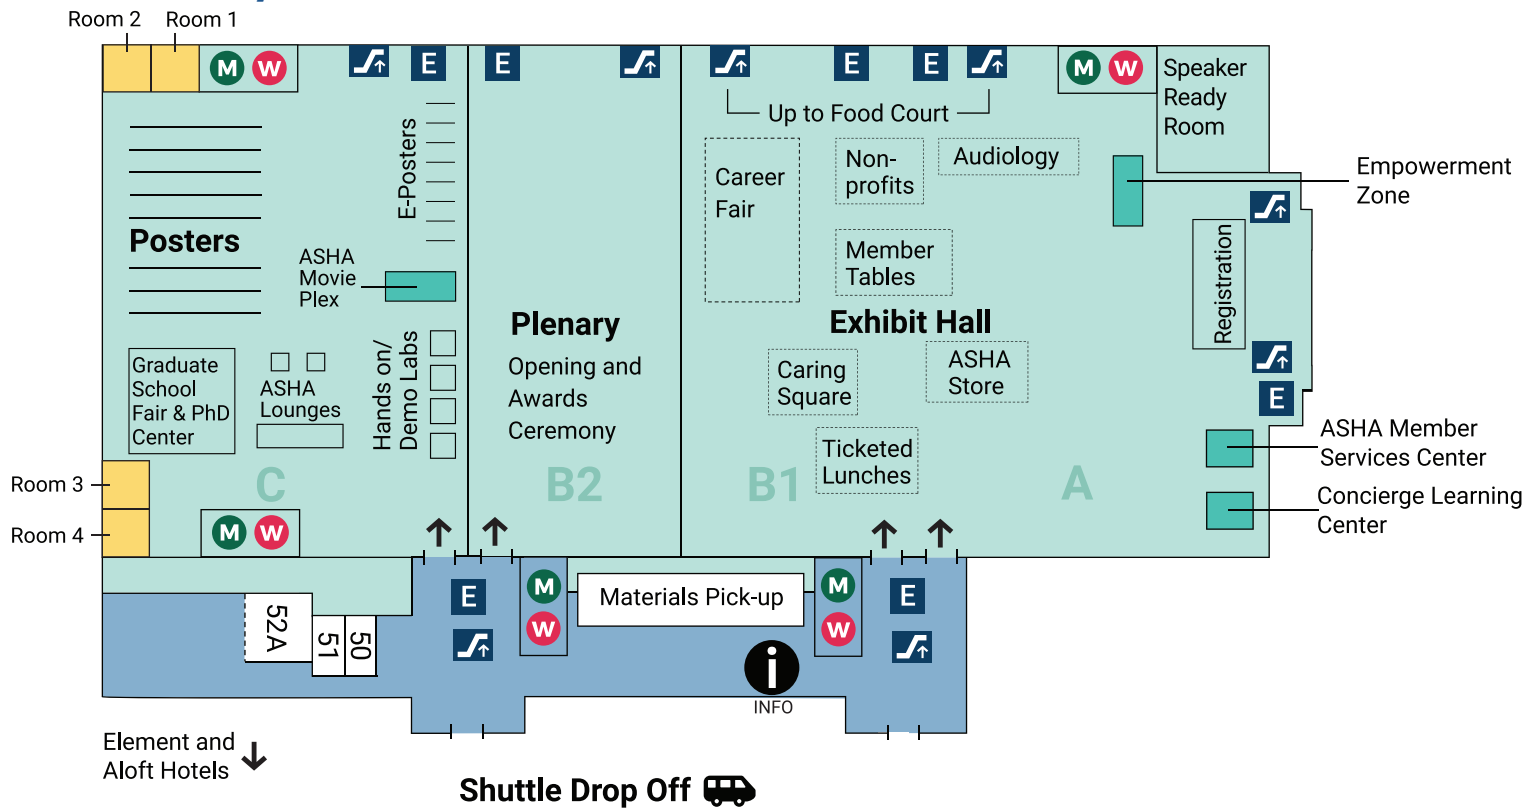 Room 2
Room 1
M
W
E
E
E
E
M
W
Speaker
Ready
Room
Up to Food Court
E-Posters
Career
Fair
Non-
profits
Audiology
Empowerment
Zone
Posters
ASHA
Movie
Plex
Member
Tables
Registration
Plenary
Opening and
Awards
Ceremony
Exhibit Hall
Graduate
School
Fair & PhD
Center
ASHA
Lounges
Hands on/
Demo Labs
Caring
Square
ASHA
Store
E
ASHA Member
Services Center
Ticketed
Lunches
Room 3
C
B2
B1
A
Concierge Learning
Center
Room 4
M
W
52A
51
50
E
M
W
Materials Pick-up
M
W
E
i
INFO
Element and
Aloft Hotels
Shuttle Drop Off